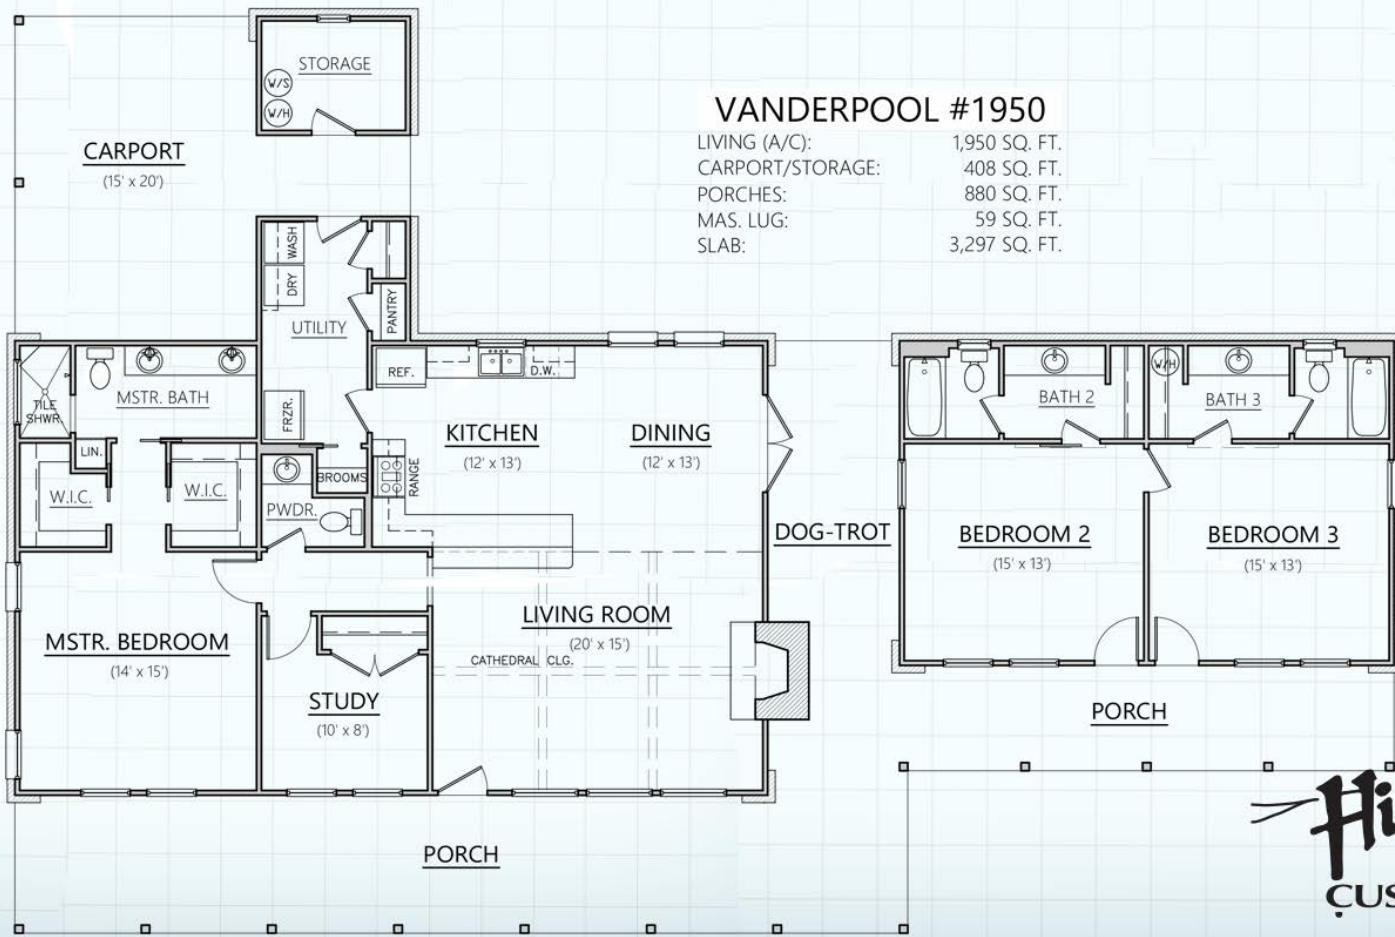 STORAGE
W/S
W/H
CARPORT
(15' x 20')
VANDERPOOL #1950
LIVING (A/C): 1,950 SQ. FT.
CARPORT/STORAGE: 408 SQ. FT.
PORCHES: 880 SQ. FT.
MAS. LUG: 59 SQ. FT.
SLAB: 3,297 SQ. FT.
WASH
DRY
UTILITY
PANTRY
REF.
D.W.
FRZR.
MSTR. BATH
TILE
SHWR.
LIN.
W.I.C.
W.I.C.
BROOMS
PWDR.
RANGE
KITCHEN
(12' x 13')
DINING
(12' x 13')
DOG-TROT
BATH 2
W/H
BATH 3
BEDROOM 2
(15' x 13')
BEDROOM 3
(15' x 13')
MSTR. BEDROOM
(14' x 15')
LIVING ROOM
(20' x 15')
CATHEDRAL CLG.
STUDY
(10' x 8')
PORCH
PORCH
Hi
CUS